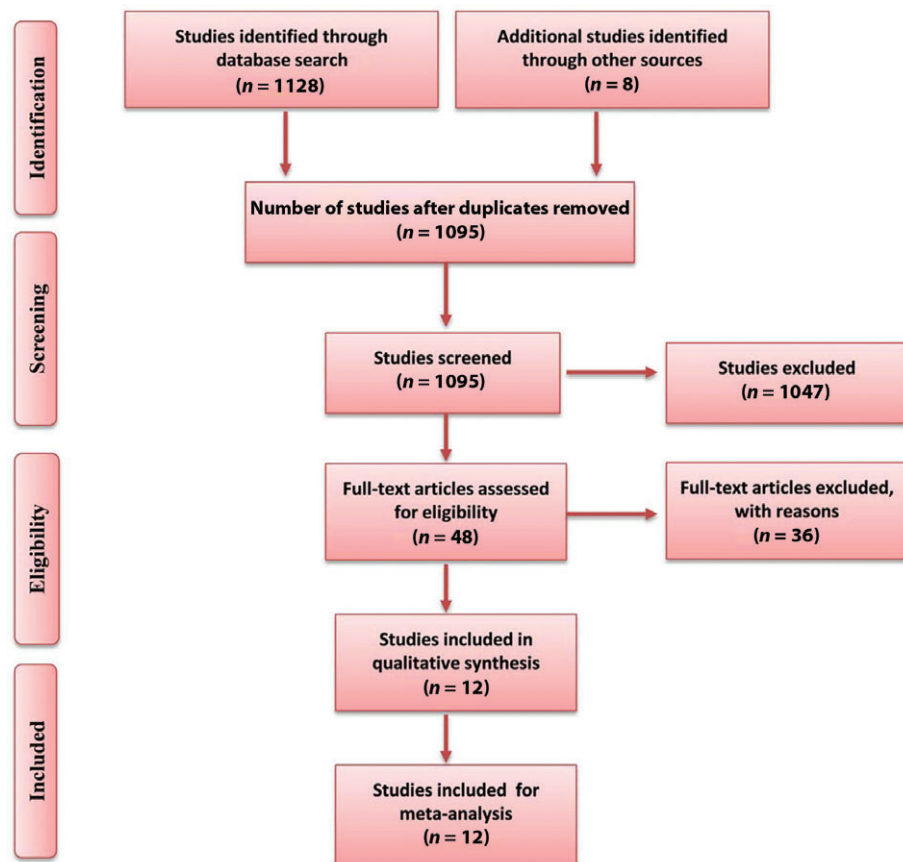 Identification
Studies identified through
database search
(n = 1128)
Additional studies identified
through other sources
(n = 8)
Number of studies after duplicates removed
(n = 1095)
Screening
Studies screened
(n = 1095)
Studies excluded
(n = 1047)
Eligibility
Full-text articles assessed
for eligibility
(n = 48)
Full-text articles excluded,
with reasons
(n = 36)
Studies included in
qualitative synthesis
(n = 12)
Included
Studies included for
meta-analysis
(n = 12)